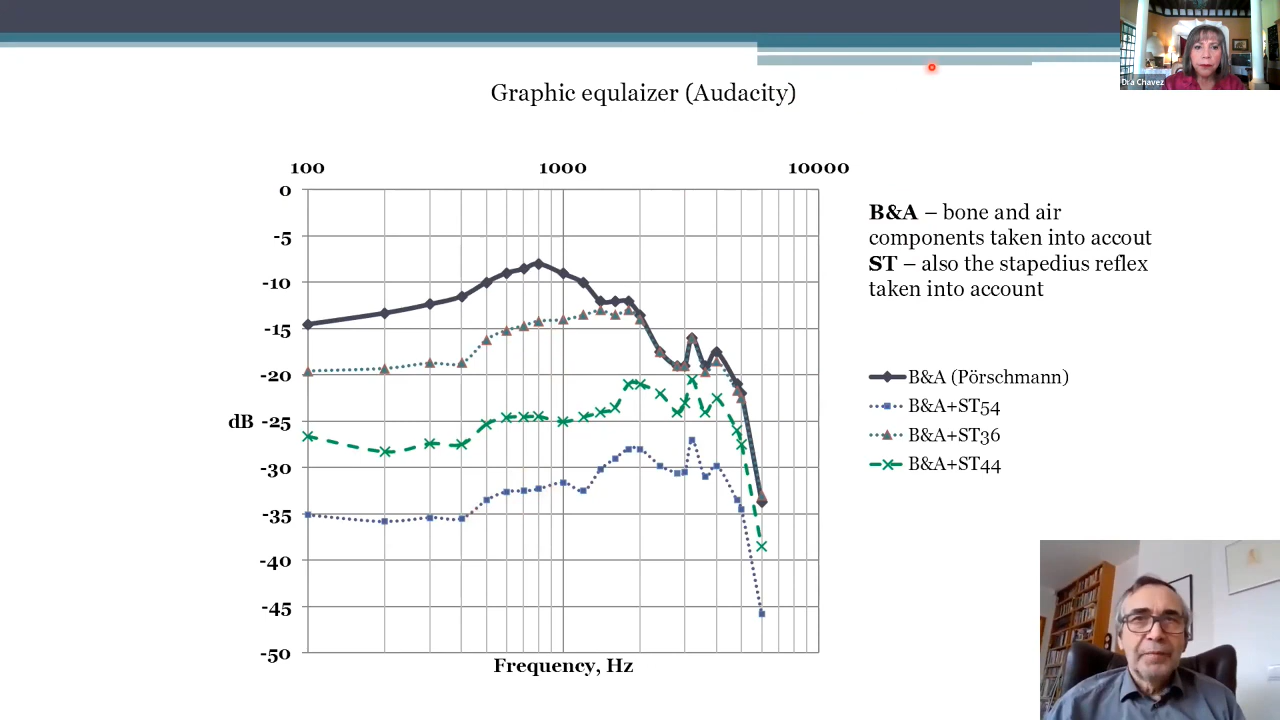 Dra Chavez
Graphic equlaizer (Audacity)
100 1000 10000
0
-5
-10
-15
-20
dB -25
-30
-35
-40
-45
-50
Frequency, Hz
B&A – bone and air
components taken into accout
ST – also the stapedius reflex
taken into account
B&A (Pörschmann)
B&A+ST54
B&A+ST36
B&A+ST44